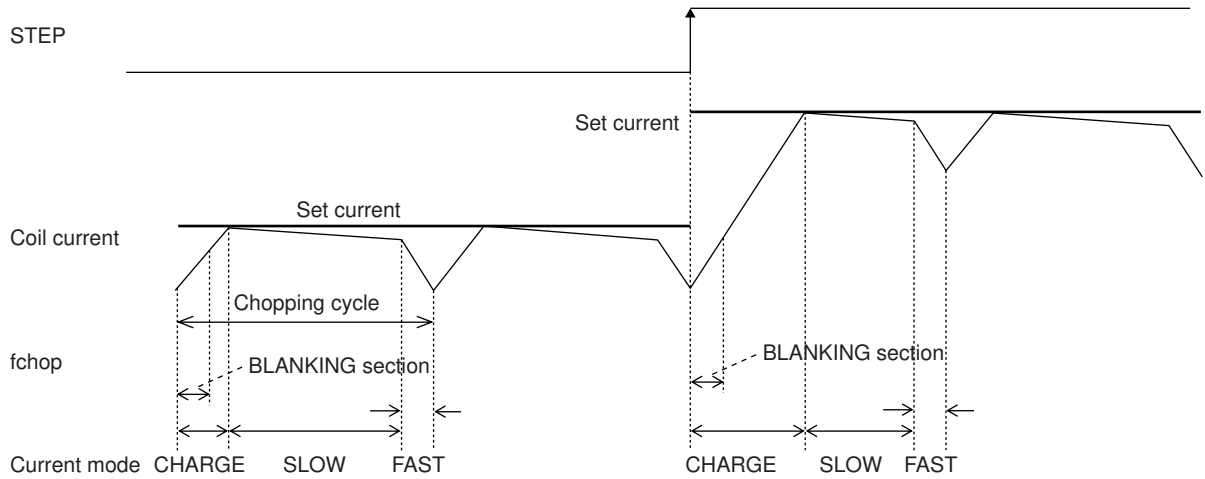 STEP
Set current
Set current
Coil current
Chopping cycle
fchop
BLANKING section
BLANKING section
Current mode CHARGE SLOW FAST CHARGE SLOW FAST